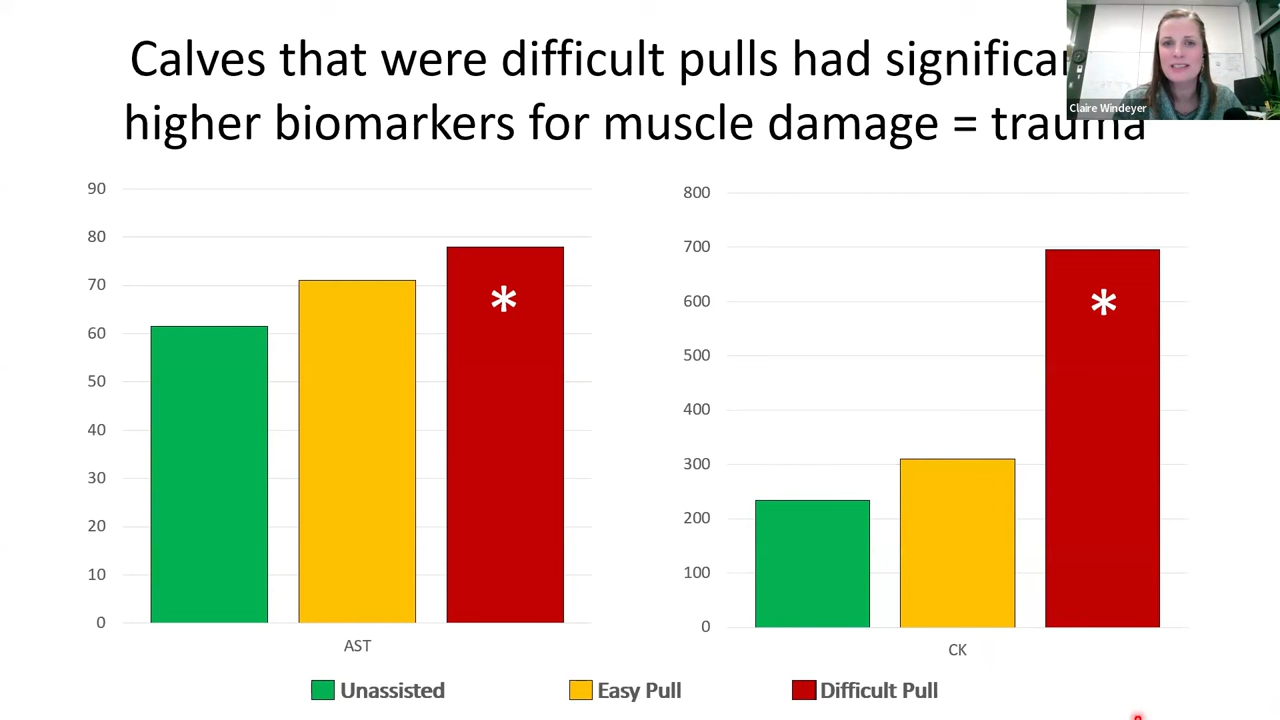 Calves that were difficult pulls had
higher biomarkers for muscle damage = trauma
Claire Windeyer
90
80
70
60
50
40
30
20
10
0
*
AST
800
700
600
500
400
300
200
100
0
*
CK
Unassisted
Easy Pull
Difficult Pull